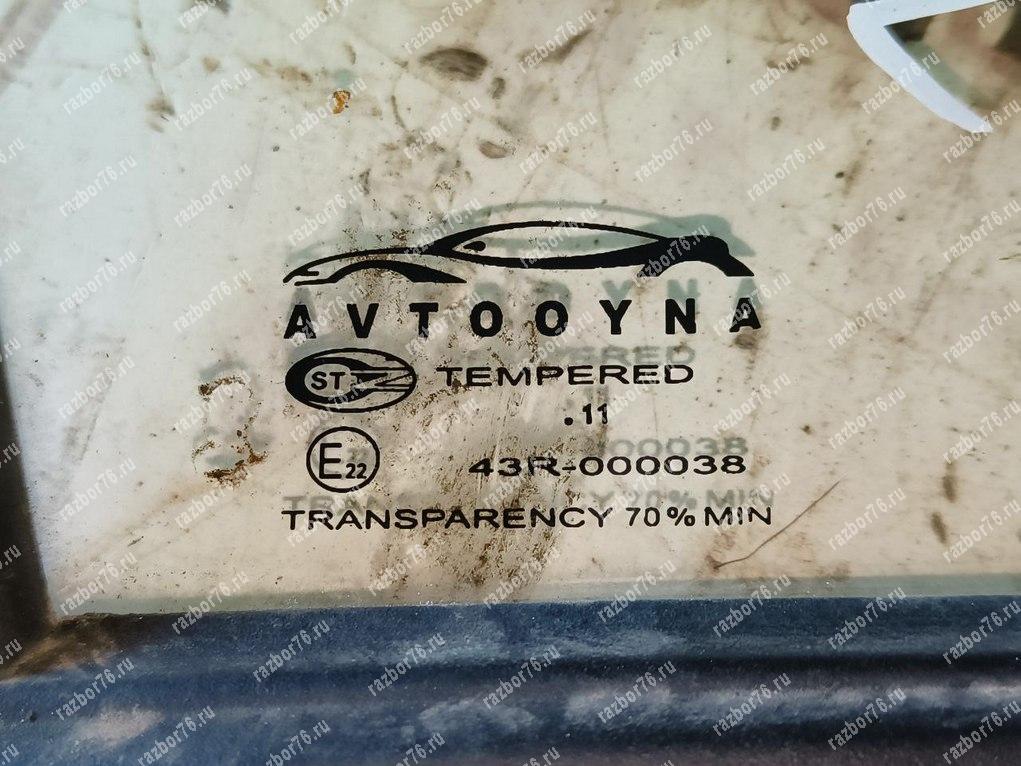 AVTOOYNA
ST TEMPERED
.11
E22 43R-000038
TRANSPARENCY 70% MIN
razbor76.ru